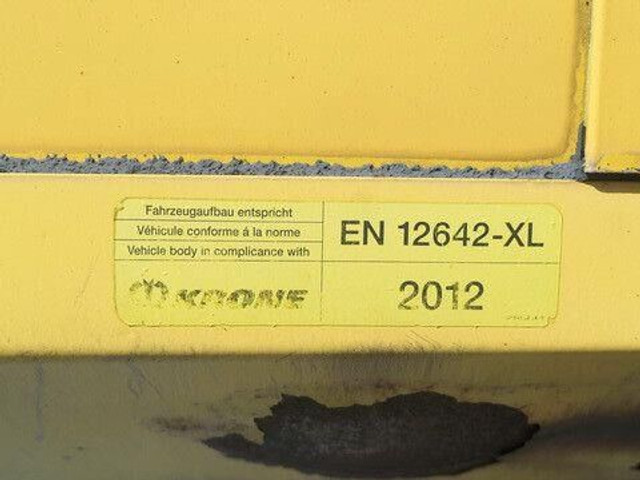 Fahrzeugaufbau entspricht
Véhicule conforme á la norme
Vehicle body in complicance with
EN 12642-XL
KRONE
2012